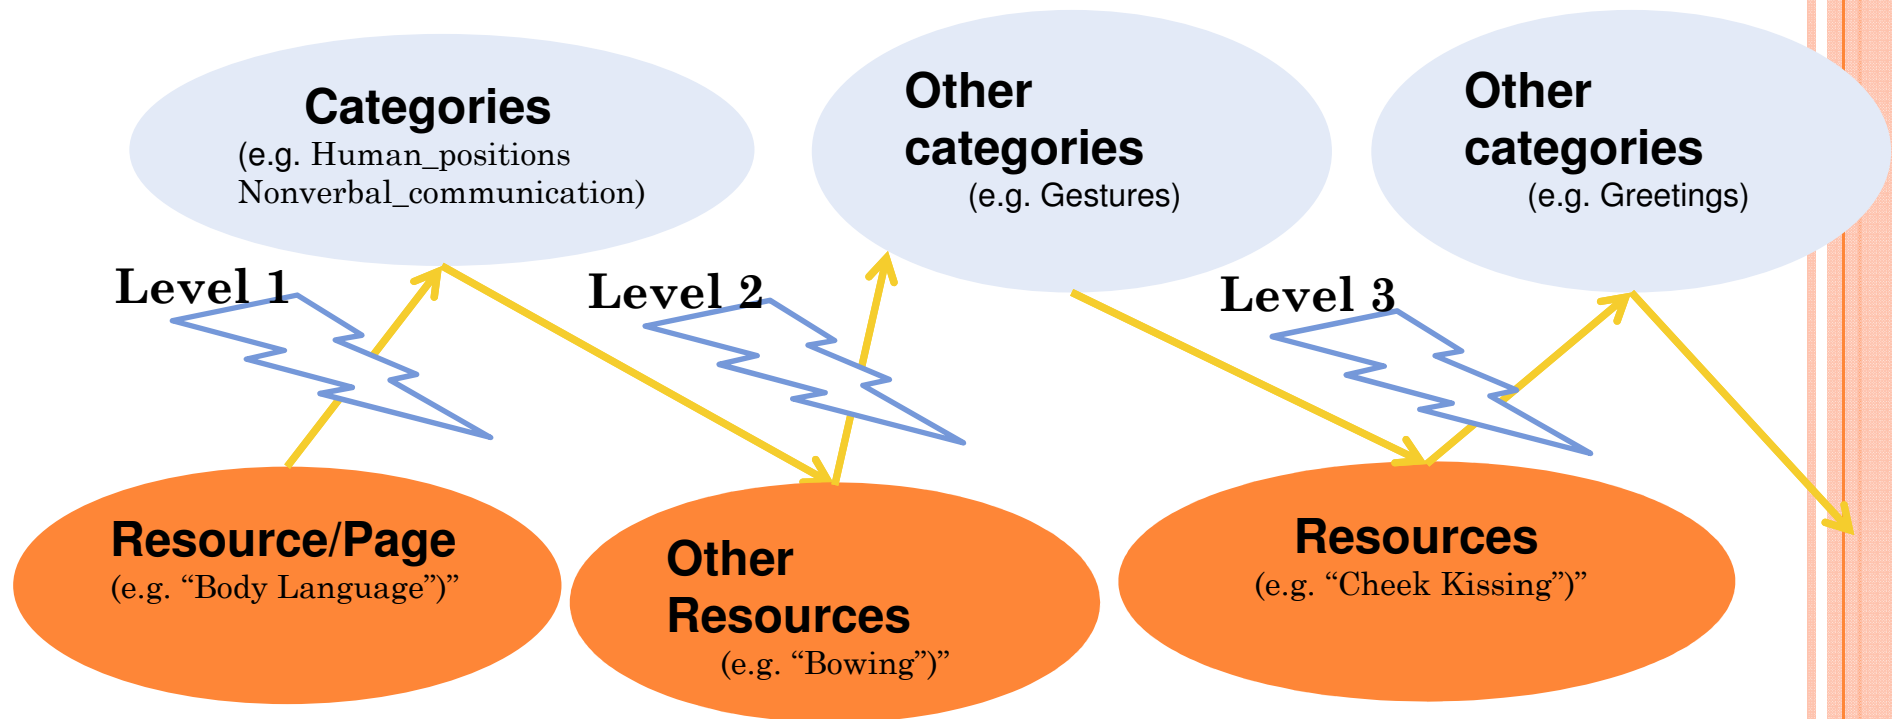 Categories
(e.g. Human_positions
Nonverbal_communication)
Other
categories
(e.g. Gestures)
Other
categories
(e.g. Greetings)
Level 1
Level 2
Level 3
Resource/Page
(e.g. “Body Language”)”
Other
Resources
(e.g. “Bowing”)”
Resources
(e.g. “Cheek Kissing”)”